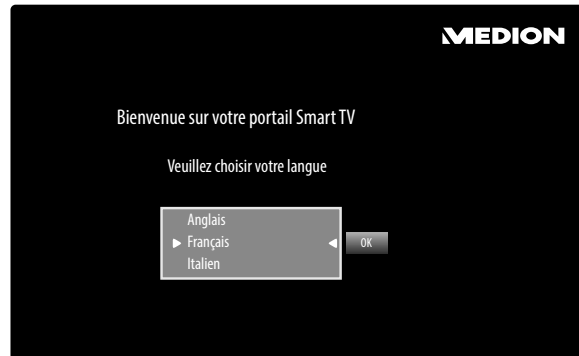 MEDION
Bienvenue sur votre portail Smart TV
Veuillez choisir votre langue
Anglais
Français
OK
Italien